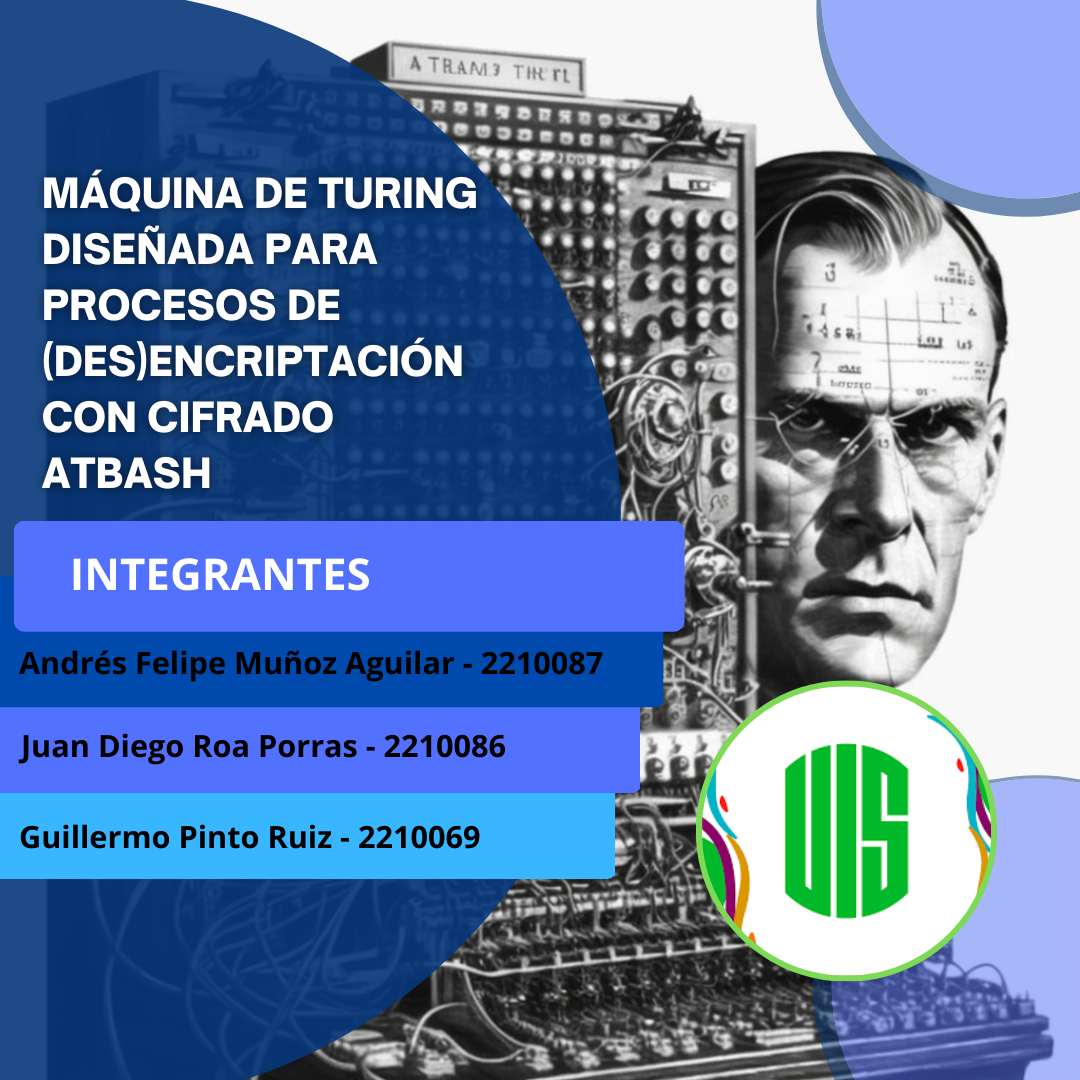 MÁQUINA DE TURING
DISEÑADA PARA
PROCESOS DE
(DES)ENCRIPTACIÓN
CON CIFRADO
ATBASH
INTEGRANTES
Andrés Felipe Muñoz Aguilar - 2210087
Juan Diego Roa Porras - 2210086
Guillermo Pinto Ruiz - 2210069
UIS